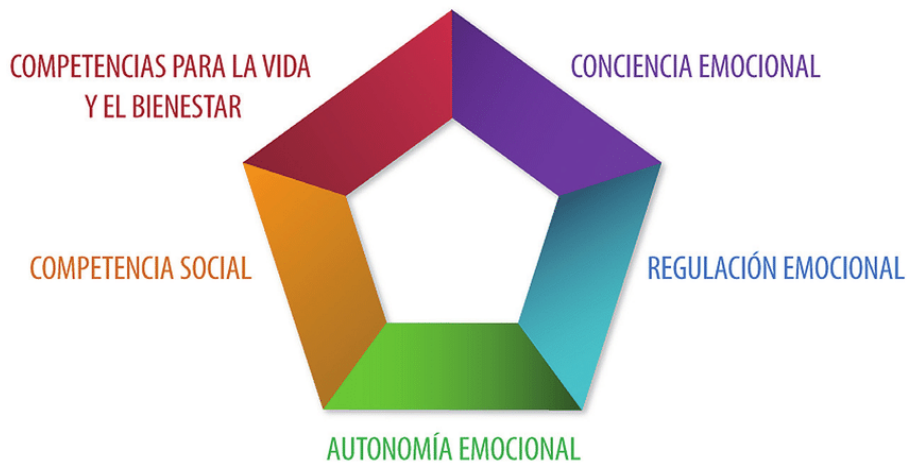 COMPETENCIAS PARA LA VIDA
Y EL BIENESTAR
CONCIENCIA EMOCIONAL
COMPETENCIA SOCIAL
REGULACIÓN EMOCIONAL
AUTONOMÍA EMOCIONAL